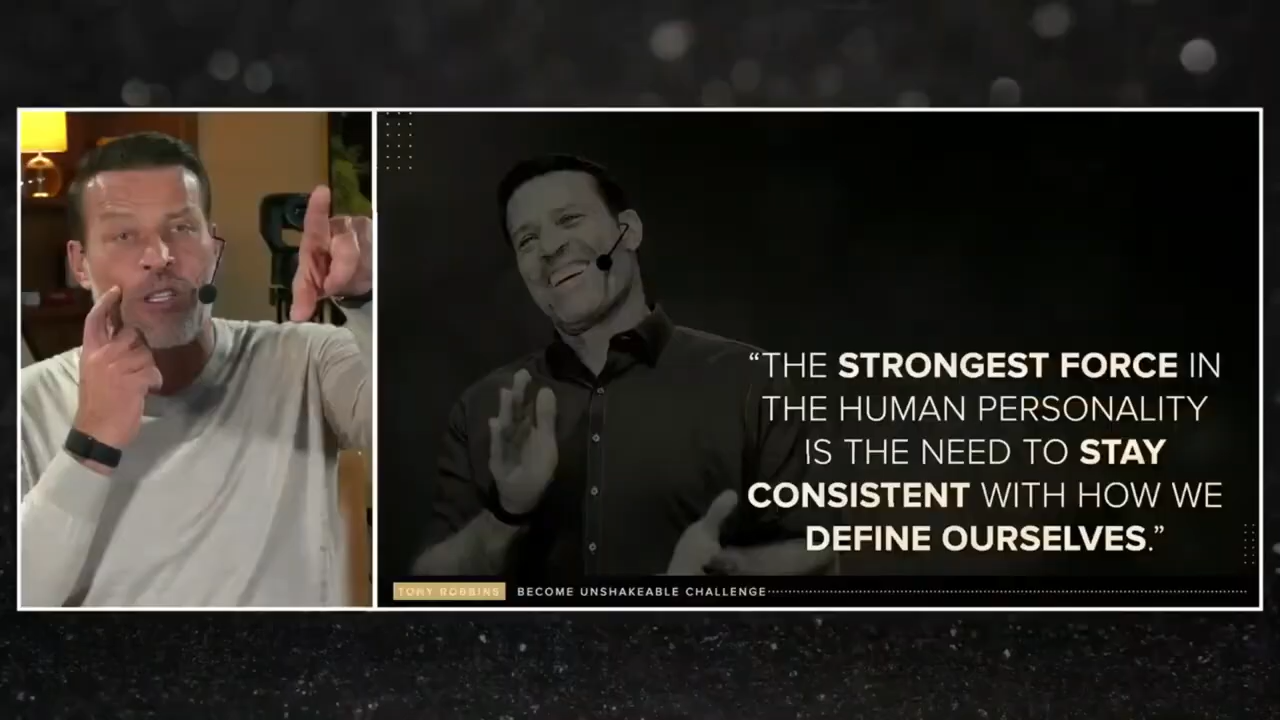 “THE STRONGEST FORCE IN
THE HUMAN PERSONALITY
IS THE NEED TO STAY
CONSISTENT WITH HOW WE
DEFINE OURSELVES.”
TONY ROBBINS BECOME UNSHAKEABLE CHALLENGE